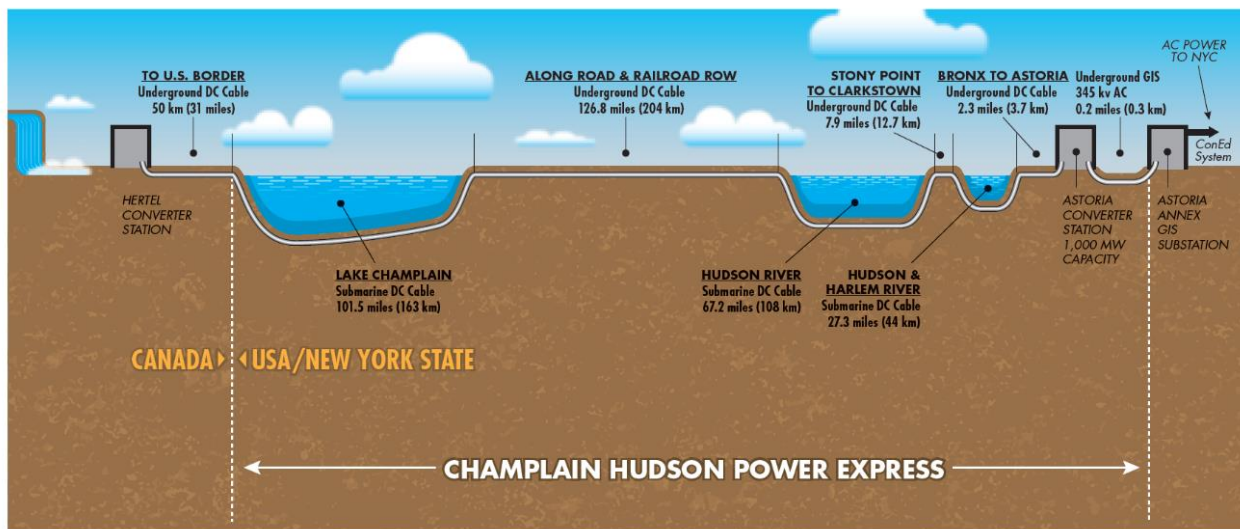 TO U.S. BORDER
Underground DC Cable
50 km (31 miles)
ALONG ROAD & RAILROAD ROW
Underground DC Cable
126.8 miles (204 km)
STONY POINT
TO CLARKSTOWN
Underground DC Cable
7.9 miles (12.7 km)
BRONX TO ASTORIA
Underground DC Cable
2.3 miles (3.7 km)
Underground GIS
345 kv AC
0.2 miles (0.3 km)
AC POWER
TO NYC
ConEd
System
HERTEL
CONVERTER
STATION
LAKE CHAMPLAIN
Submarine DC Cable
101.5 miles (163 km)
HUDSON RIVER
Submarine DC Cable
67.2 miles (108 km)
HUDSON &
HARLEM RIVER
Submarine DC Cable
27.3 miles (44 km)
ASTORIA
CONVERTER
STATION
1,000 MW
CAPACITY
ASTORIA
ANNEX
GIS
SUBSTATION
CANADA
USA/NEW YORK STATE
CHAMPLAIN HUDSON POWER EXPRESS